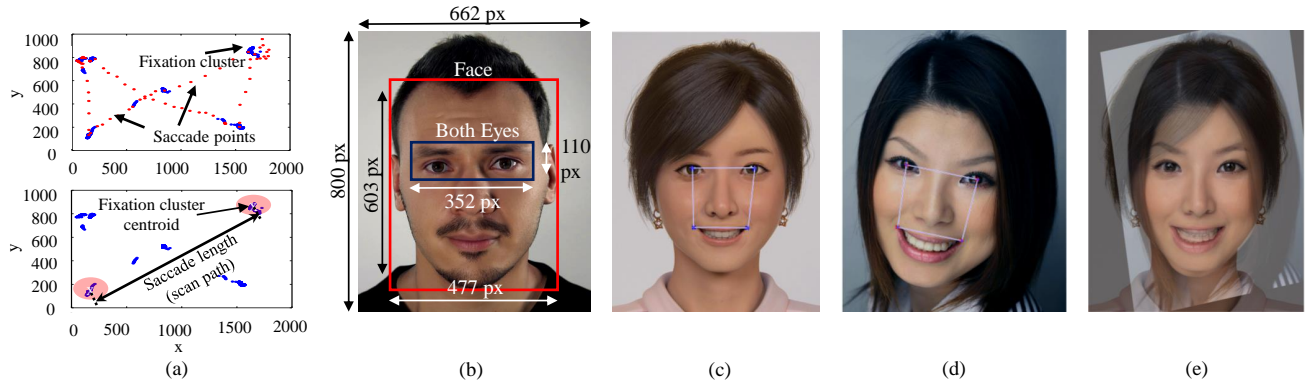 1000
800
600
400
200
0
y
Fixation cluster
Saccade points
0 500 1000 1500 2000
1000
800
600
400
200
0
y
Fixation cluster
centroid
Saccade length
(scan path)
0 500 1000 1500 2000
x
(a)
662 px
800 px
Face
603 px
Both Eyes
110
px
352 px
477 px
(b)
(c)
(d)
(e)